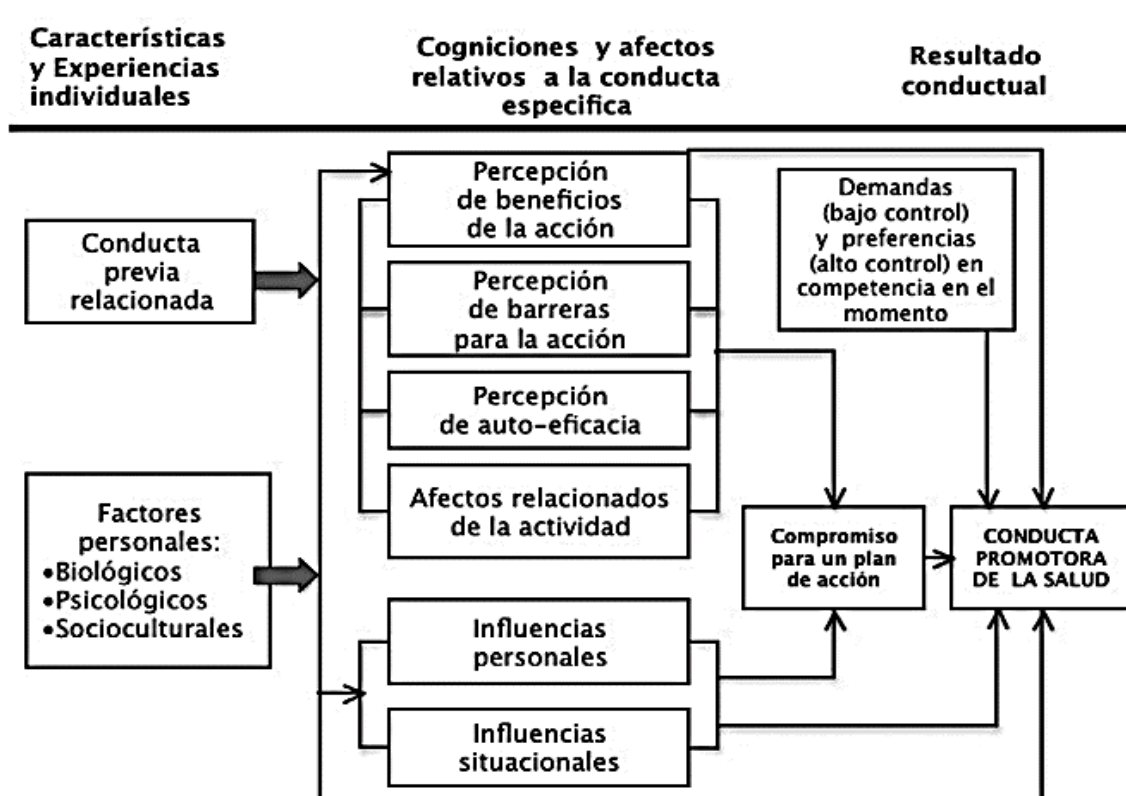 Características
y Experiencias
individuales
Cogniciones y afectos
relativos a la conducta
especifica
Resultado
conductual
Conducta
previa
relacionada
Factores
personales:
•Biológicos
•Psicológicos
•Socioculturales
Percepción
de beneficios
de la acción
Percepción
de barreras
para la acción
Percepción
de auto-eficacia
Afectos relacionados
de la actividad
Influencias
personales
Influencias
situacionales
Demandas
(bajo control)
y preferencias
(alto control) en
competencia en el
momento
Compromiso
para un plan
de acción
CONDUCTA
PROMOTORA
DE LA SALUD